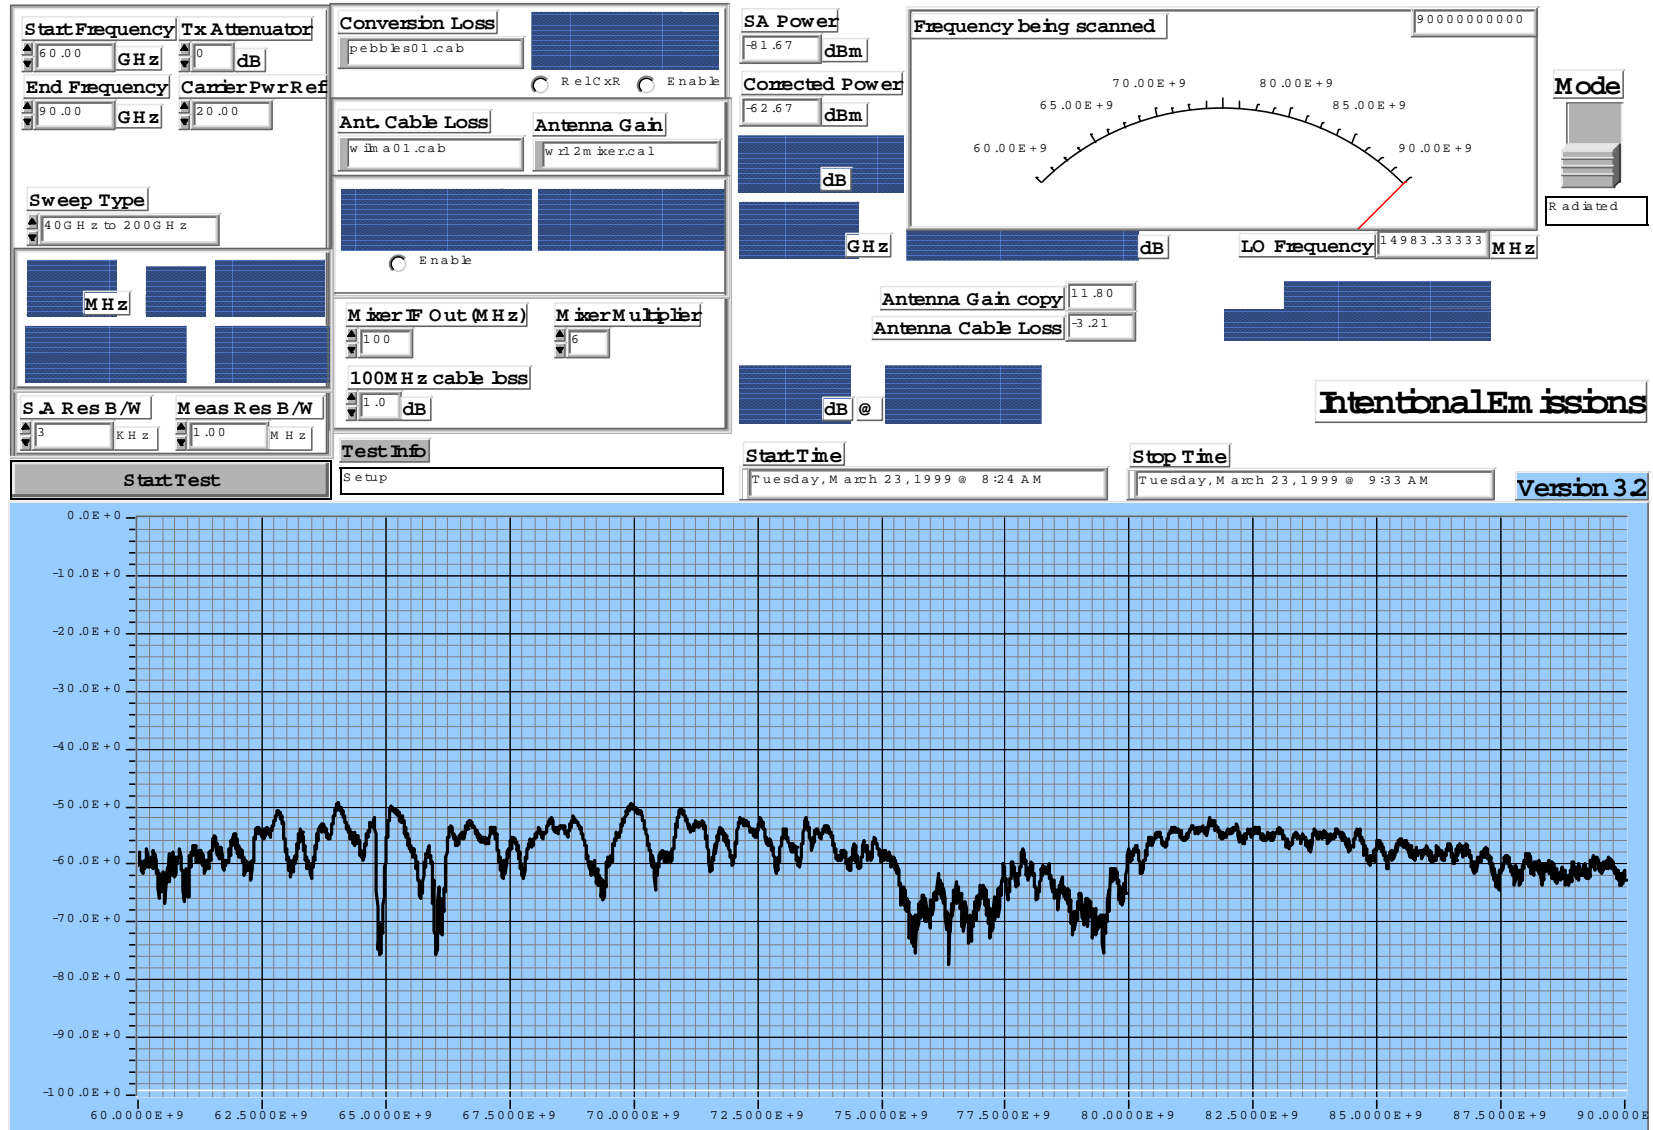 Start Frequency
60.00 GHz
Tx Attenuator
0 dB
End Frequency
90.00 GHz
Carrier Pwr Ref
20.00
Sweep Type
40GHz to 200GHz
MHz
S.A Res B/W
3 KHz
Meas Res B/W
1.00 MHz
Start Test
Conversion Loss
pebbles01.cab
RelCxR
Enable
Ant. Cable Loss
wilma01.cab
Antenna Gain
wr12mixer.cal
Enable
Mixer IF Out (MHz)
100
Mixer Multiplier
6
100MHz cable loss
1.0 dB
Test Info
Setup
SA Power
-81.67 dBm
Corrected Power
-62.67 dBm
dB
GHz
dB @
Frequency being scanned
90000000000
60.00E+9
65.00E+9
70.00E+9
80.00E+9
85.00E+9
90.00E+9
dB
LO Frequency 14983.33333 MHz
Antenna Gain copy 11.80
Antenna Cable Loss -3.21
Mode
Radiated
Intentional Emissions
Start Time
Tuesday, March 23, 1999 @ 8:24 AM
Stop Time
Tuesday, March 23, 1999 @ 9:33 AM
Version 3.2
0.0E+0
-10.0E+0
-20.0E+0
-30.0E+0
-40.0E+0
-50.0E+0
-60.0E+0
-70.0E+0
-80.0E+0
-90.0E+0
-100.0E+0
60.0000E+9 62.5000E+9 65.0000E+9 67.5000E+9 70.0000E+9 72.5000E+9 75.0000E+9 77.5000E+9 80.0000E+9 82.5000E+9 85.0000E+9 87.5000E+9 90.0000E